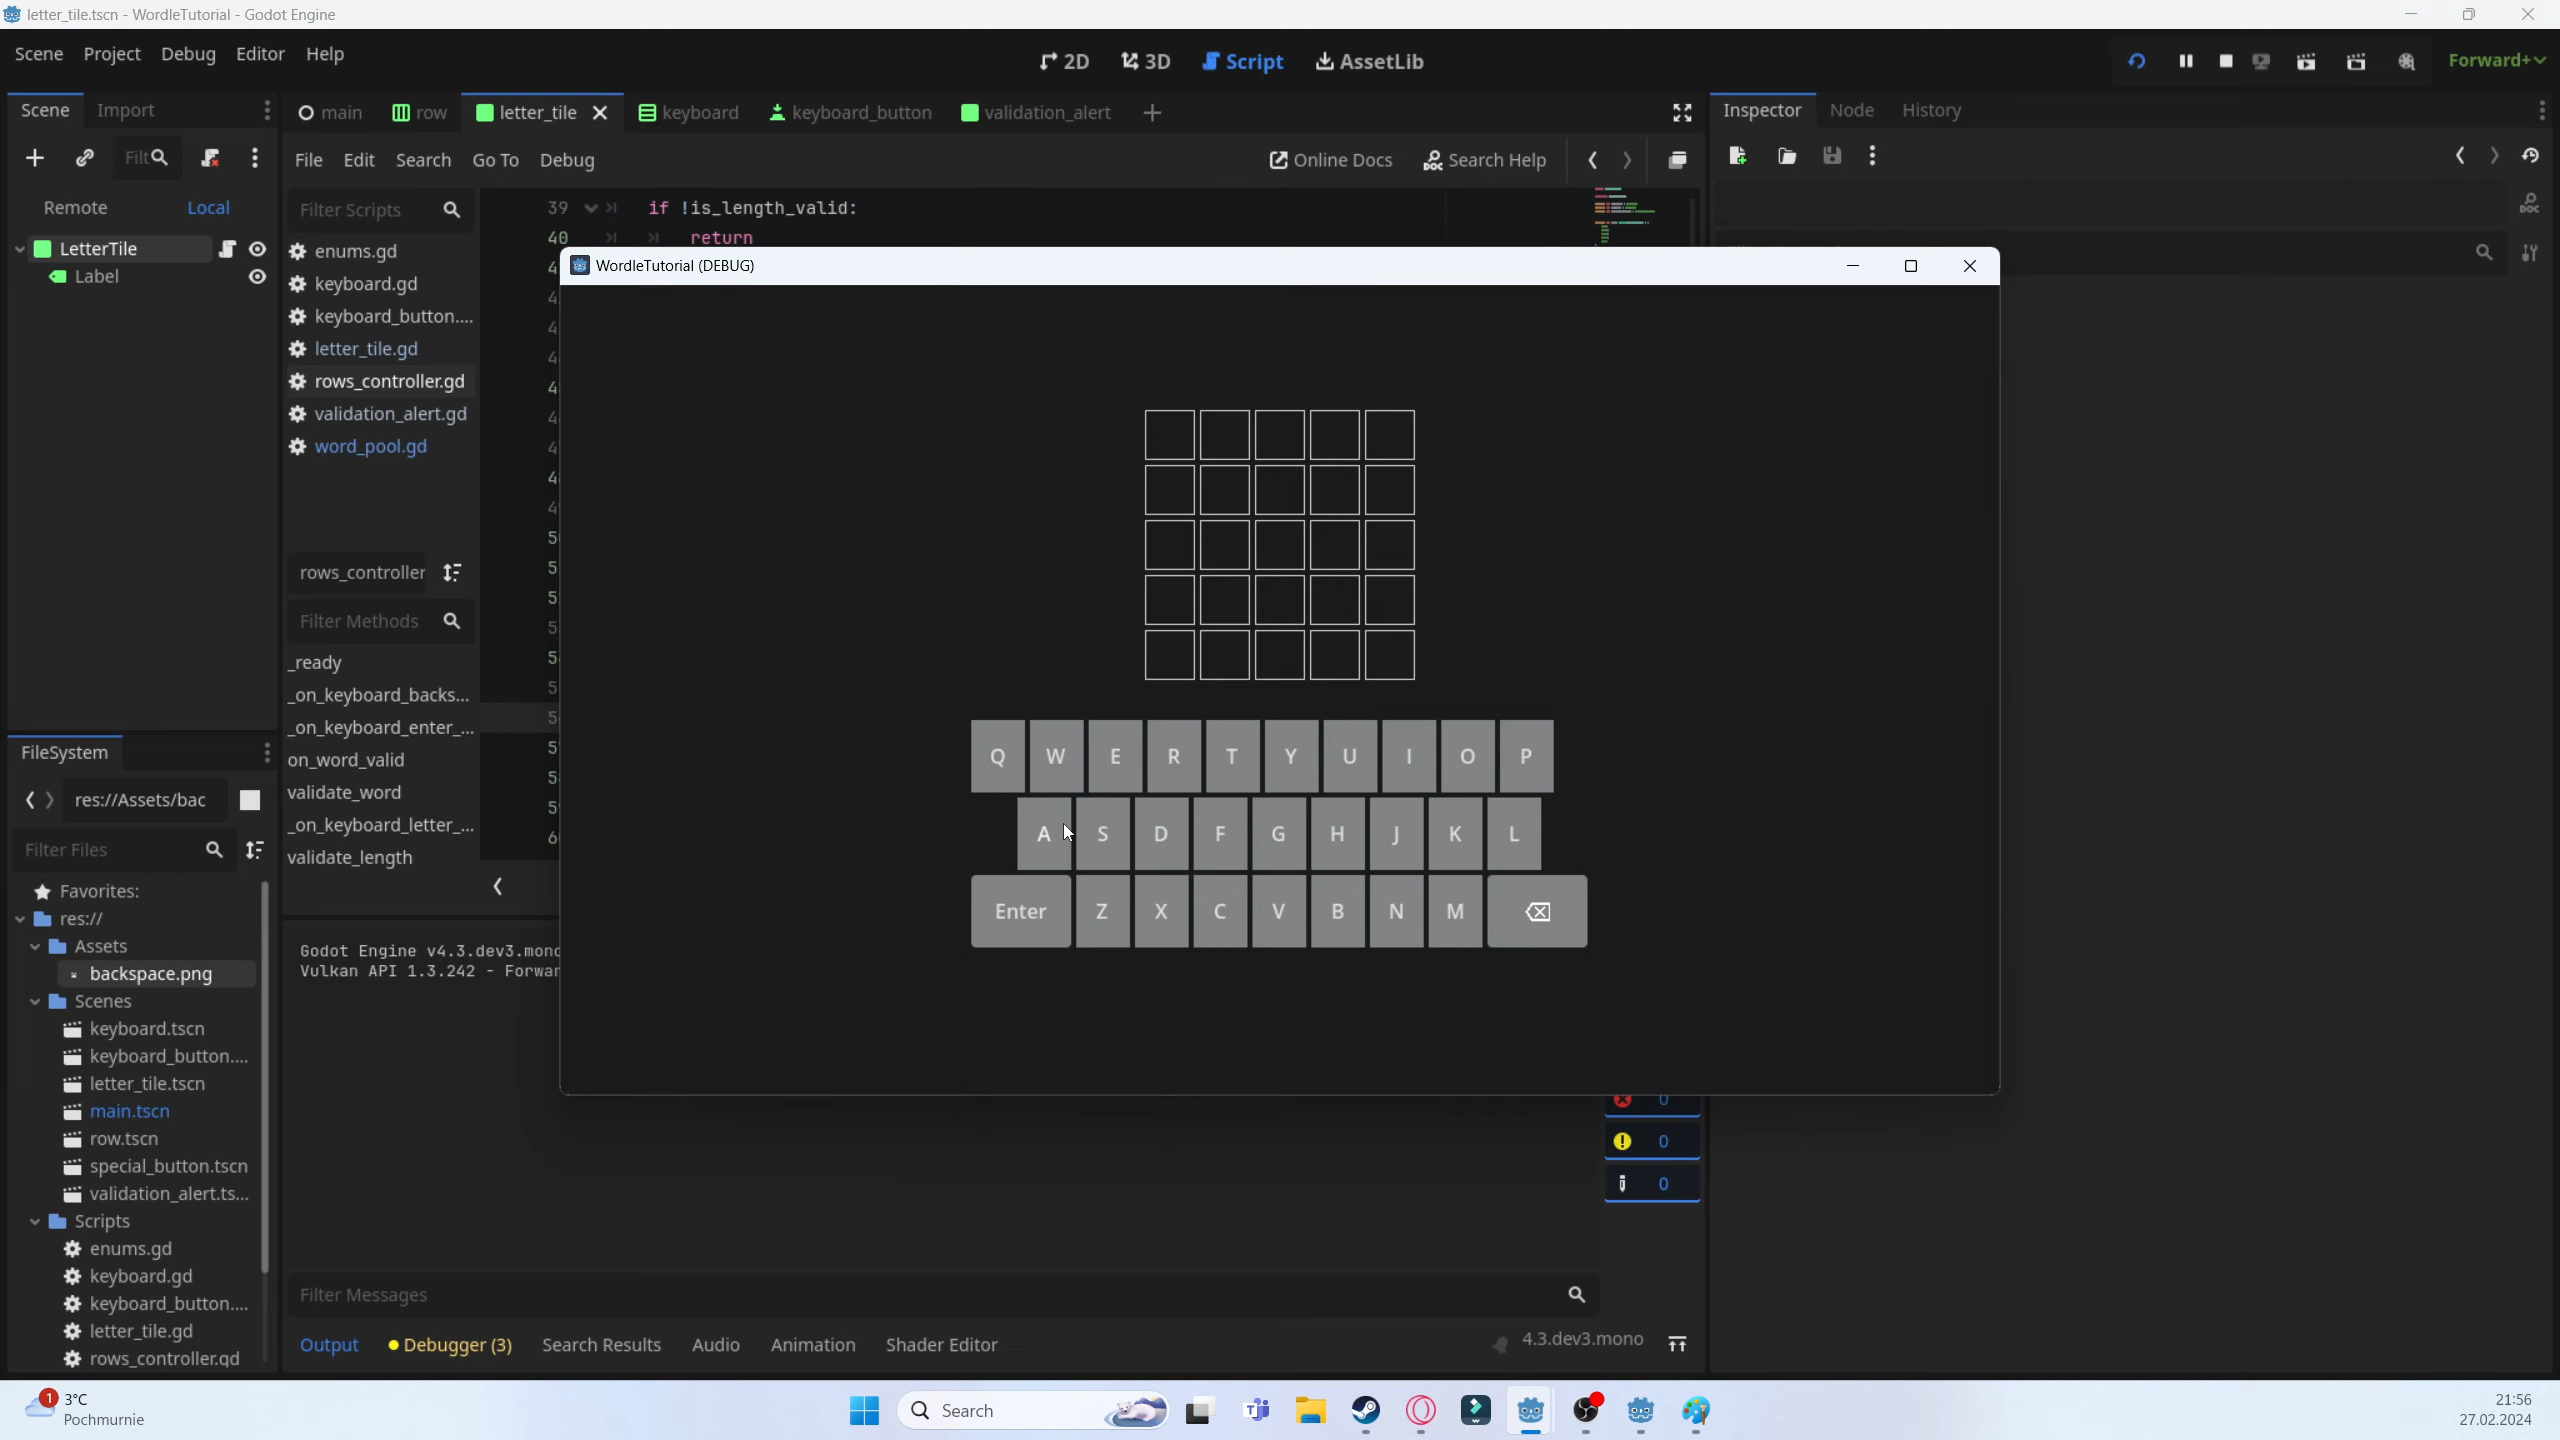 letter_tile.tscn - WordleTutorial - Godot Engine
Scene Project Debug Editor Help
2D 3D Script AssetLib
Forward+
Scene Import
main row letter_tile keyboard keyboard_button validation_alert
Inspector Node History
Filt
File Edit Search Go To Debug
Online Docs Search Help
Remote Local
Filter Scripts
39 if !is_length_valid:
40 return
LetterTile
Label
enums.gd
keyboard.gd
keyboard_button....
letter_tile.gd
rows_controller.gd
validation_alert.gd
word_pool.gd
rows_controller
Filter Methods
_ready
_on_keyboard_backs...
_on_keyboard_enter_...
on_word_valid
validate_word
_on_keyboard_letter_...
validate_length
WordleTutorial (DEBUG)
Q W E R T Y U I O P
A S D F G H J K L
Enter Z X C V B N M
FileSystem
res://Assets/bac
Filter Files
Favorites:
res://
Assets
backspace.png
Scenes
keyboard.tscn
keyboard_button....
letter_tile.tscn
main.tscn
row.tscn
special_button.tscn
validation_alert.ts...
Scripts
enums.gd
keyboard.gd
keyboard_button....
letter_tile.gd
rows_controller.gd
Godot Engine v4.3.dev3.mono
Vulkan API 1.3.242 - Forwar
0
0
0
Filter Messages
Output Debugger (3) Search Results Audio Animation Shader Editor
4.3.dev3.mono
1
3°C
Pochmurnie
Search
21:56
27.02.2024